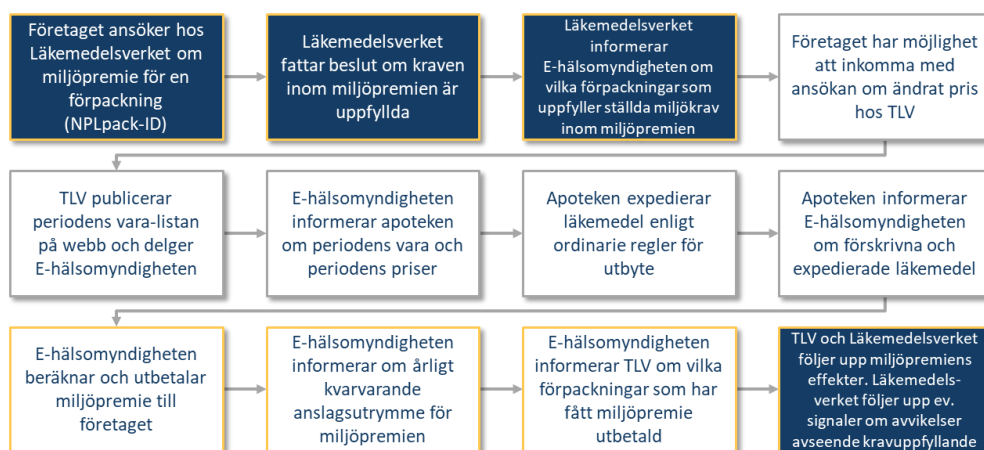 Företaget ansöker hos
Läkemedelsverket om
miljöpremie för en
förpackning
(NPLpack-ID)
Läkemedelsverket
fattar beslut om kraven
inom miljöpremien är
uppfyllda
Läkemedelsverket
informerar
E-hälsomyndigheten om
vilka förpackningar som
uppfyller ställda miljökrav
inom miljöpremien
Företaget har möjlighet
att inkomma med
ansökan om ändrat pris
hos TLV
TLV publicerar
periodens vara-listan
på webb och delger
E-hälsomyndigheten
E-hälsomyndigheten
informerar apoteken
om periodens vara och
periodens priser
Apoteken expedierar
läkemedel enligt
ordinarie regler för
utbyte
Apoteken informerar
E-hälsomyndigheten
om förskrivna och
expedierade läkemedel
E-hälsomyndigheten
beräknar och utbetalar
miljöpremie till
företaget
E-hälsomyndigheten
informerar om årligt
kvarvarande
anslagsutrymme för
miljöpremien
E-hälsomyndigheten
informerar TLV om vilka
förpackningar som har
fått miljöpremie
utbetald
TLV och Läkemedelsverket
följer upp miljöpremiens
effekter. Läkemedels-
verket följer upp ev.
signaler om avvikelser
avseende kravuppfyllande